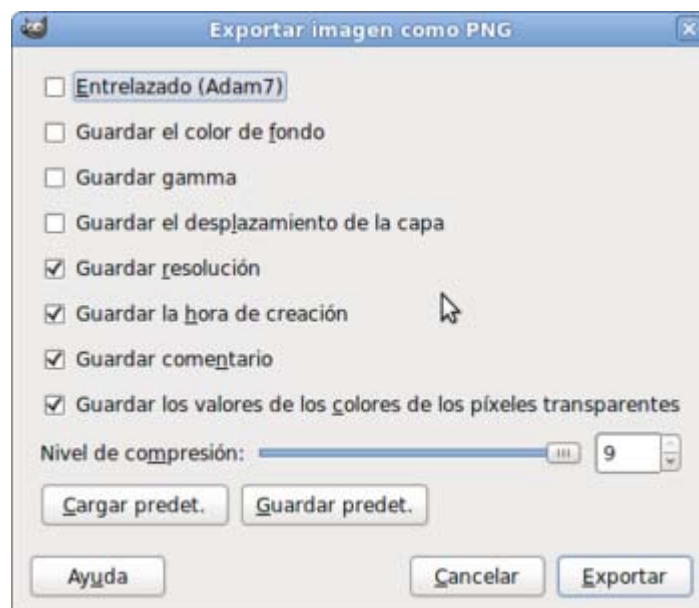 Exportar imagen como PNG
Entrelazado (Adam7)
Guardar el color de fondo
Guardar gamma
Guardar el desplazamiento de la capa
Guardar resolución
Guardar la hora de creación
Guardar comentario
Guardar los valores de los colores de los píxeles transparentes
Nivel de compresión: 9
Cargar predet. Guardar predet.
Ayuda Cancelar Exportar